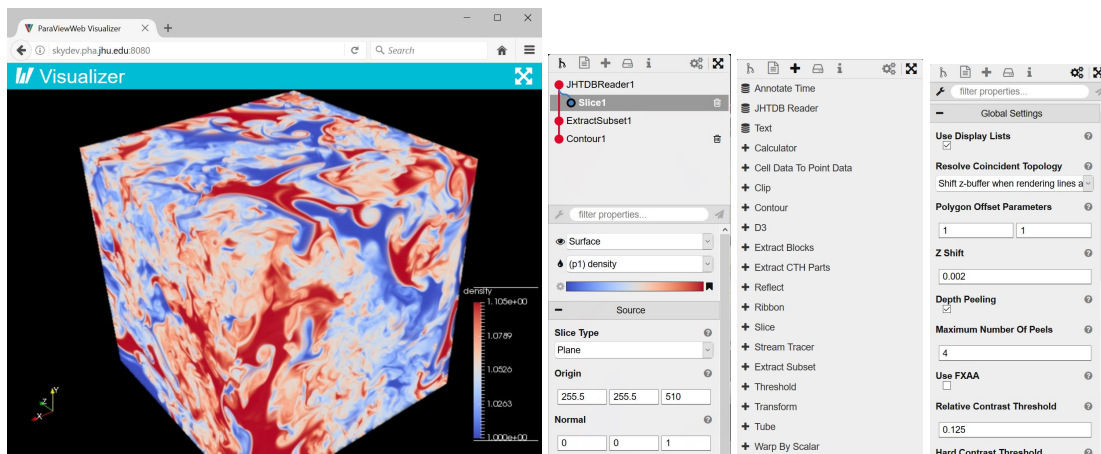 ParaViewWeb Visualizer
skydev.pha.jhu.edu:8080
Search
Visualizer
density
1.105e+00
1.0789
1.0526
1.0263
1.000e+00
Y
Z
X
JHTDBReader1
Slice1
ExtractSubset1
Contour1
filter properties...
Surface
(p1) density
Source
Slice Type
Plane
Origin
255.5 255.5 510
Normal
0 0 1
Annotate Time
JHTDB Reader
Text
Calculator
Cell Data To Point Data
Clip
Contour
D3
Extract Blocks
Extract CTH Parts
Reflect
Ribbon
Slice
Stream Tracer
Extract Subset
Threshold
Transform
Tube
Warp By Scalar
filter properties...
Global Settings
Use Display Lists
Resolve Coincident Topology
Shift z-buffer when rendering lines a
Polygon Offset Parameters
1 1
Z Shift
0.002
Depth Peeling
Maximum Number Of Peels
4
Use FXAA
Relative Contrast Threshold
0.125
Hard Contrast Threshold